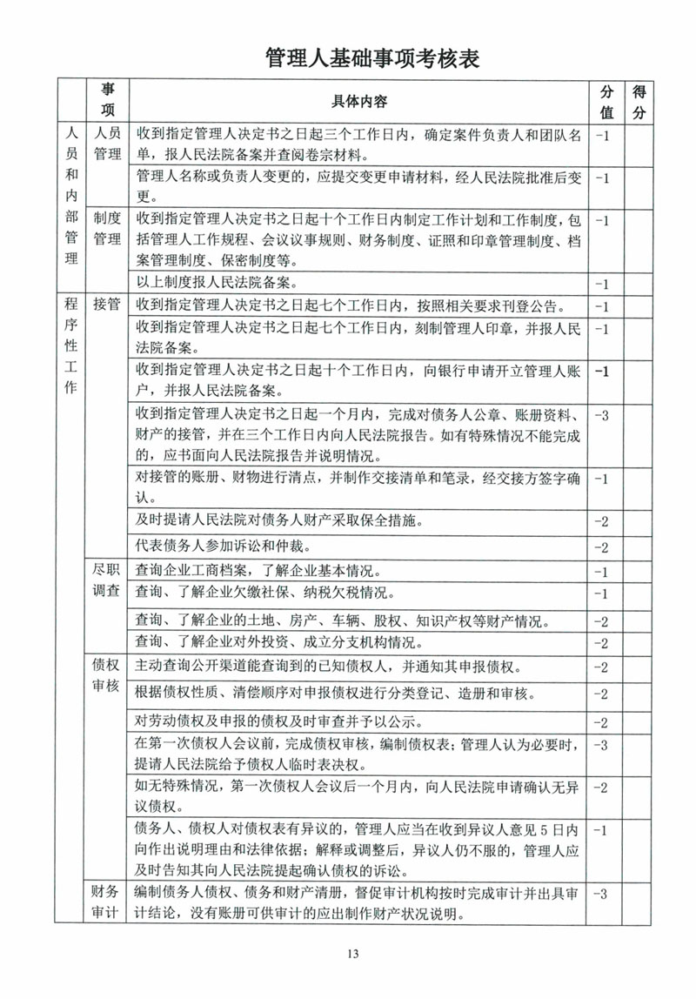 管理人基础事项考核表
事
项
具体内容
分
值
得
分
人
员
和
内
部
管
理
人员
管理
收到指定管理人决定书之日起三个工作日内，确定案件负责人和团队名
单，报人民法院备案并查阅卷宗材料。
-1
管理人名称或负责人变更的，应提交变更申请材料，经人民法院批准后变
更。
-1
制度
管理
收到指定管理人决定书之日起十个工作日内制定工作计划和工作制度，包
括管理人工作规程、会议议事规则、财务制度、证照和印章管理制度、档
案管理制度、保密制度等。
-1
以上制度报人民法院备案。
-1
程
序
性
工
作
接管
收到指定管理人决定书之日起七个工作日内，按照相关要求刊登公告。
-1
收到指定管理人决定书之日起七个工作日内，刻制管理人印章，并报人民
法院备案。
-1
收到指定管理人决定书之日起十个工作日内，向银行申请开立管理人账
户，并报人民法院备案。
-1
收到指定管理人决定书之日起一个月内，完成对债务人公章、账册资料、
财产的接管，并在三个工作日内向人民法院报告。如有特殊情况不能完成
的，应书面向人民法院报告并说明情况。
-3
对接管的账册、财物进行清点，并制作交接清单和笔录，经交接方签字确
认。
-1
及时提请人民法院对债务人财产采取保全措施。
-2
代表债务人参加诉讼和仲裁。
-2
尽职
调查
查询企业工商档案，了解企业基本情况。
-1
查询、了解企业欠缴社保、纳税欠税情况。
-1
查询、了解企业的土地、房产、车辆、股权、知识产权等财产情况。
-2
查询、了解企业对外投资、成立分支机构情况。
-2
债权
审核
主动查询公开渠道能查询到的已知债权人，并通知其申报债权。
-2
根据债权性质、清偿顺序对申报债权进行分类登记、造册和审核。
-2
对劳动债权及申报的债权及时审查并予以公示。
-2
在第一次债权人会议前，完成债权审核，编制债权表；管理人认为必要时，
提请人民法院给予债权人临时表决权。
-3
如无特殊情况，第一次债权人会议后一个月内，向人民法院申请确认无异
议债权。
-2
债务人、债权人对债权表有异议的，管理人应当在收到异议人意见5日内
向作出说明理由和法律依据；解释或调整后，异议人仍不服的，管理人应
及时告知其向人民法院提起确认债权的诉讼。
-1
财务
审计
编制债务人债权、债务和财产清册，督促审计机构按时完成审计并出具审
计结论，没有账册可供审计的应出制作财产状况说明。
-3
13